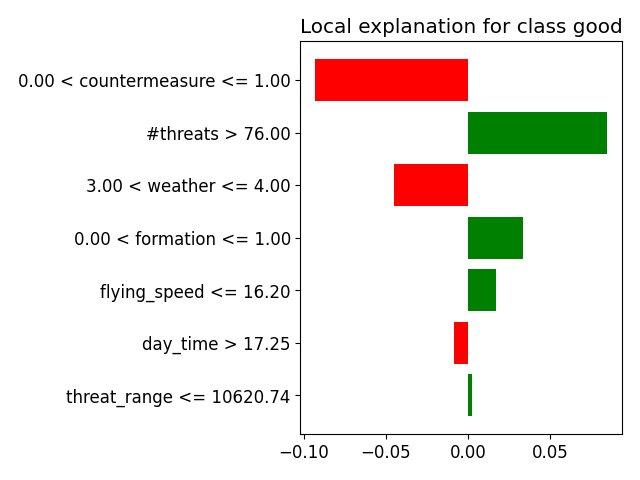 Local explanation for class good
0.00 < countermeasure <= 1.00
#threats > 76.00
3.00 < weather <= 4.00
0.00 < formation <= 1.00
flying_speed <= 16.20
day_time > 17.25
threat_range <= 10620.74
−0.10 −0.05 0.00 0.05